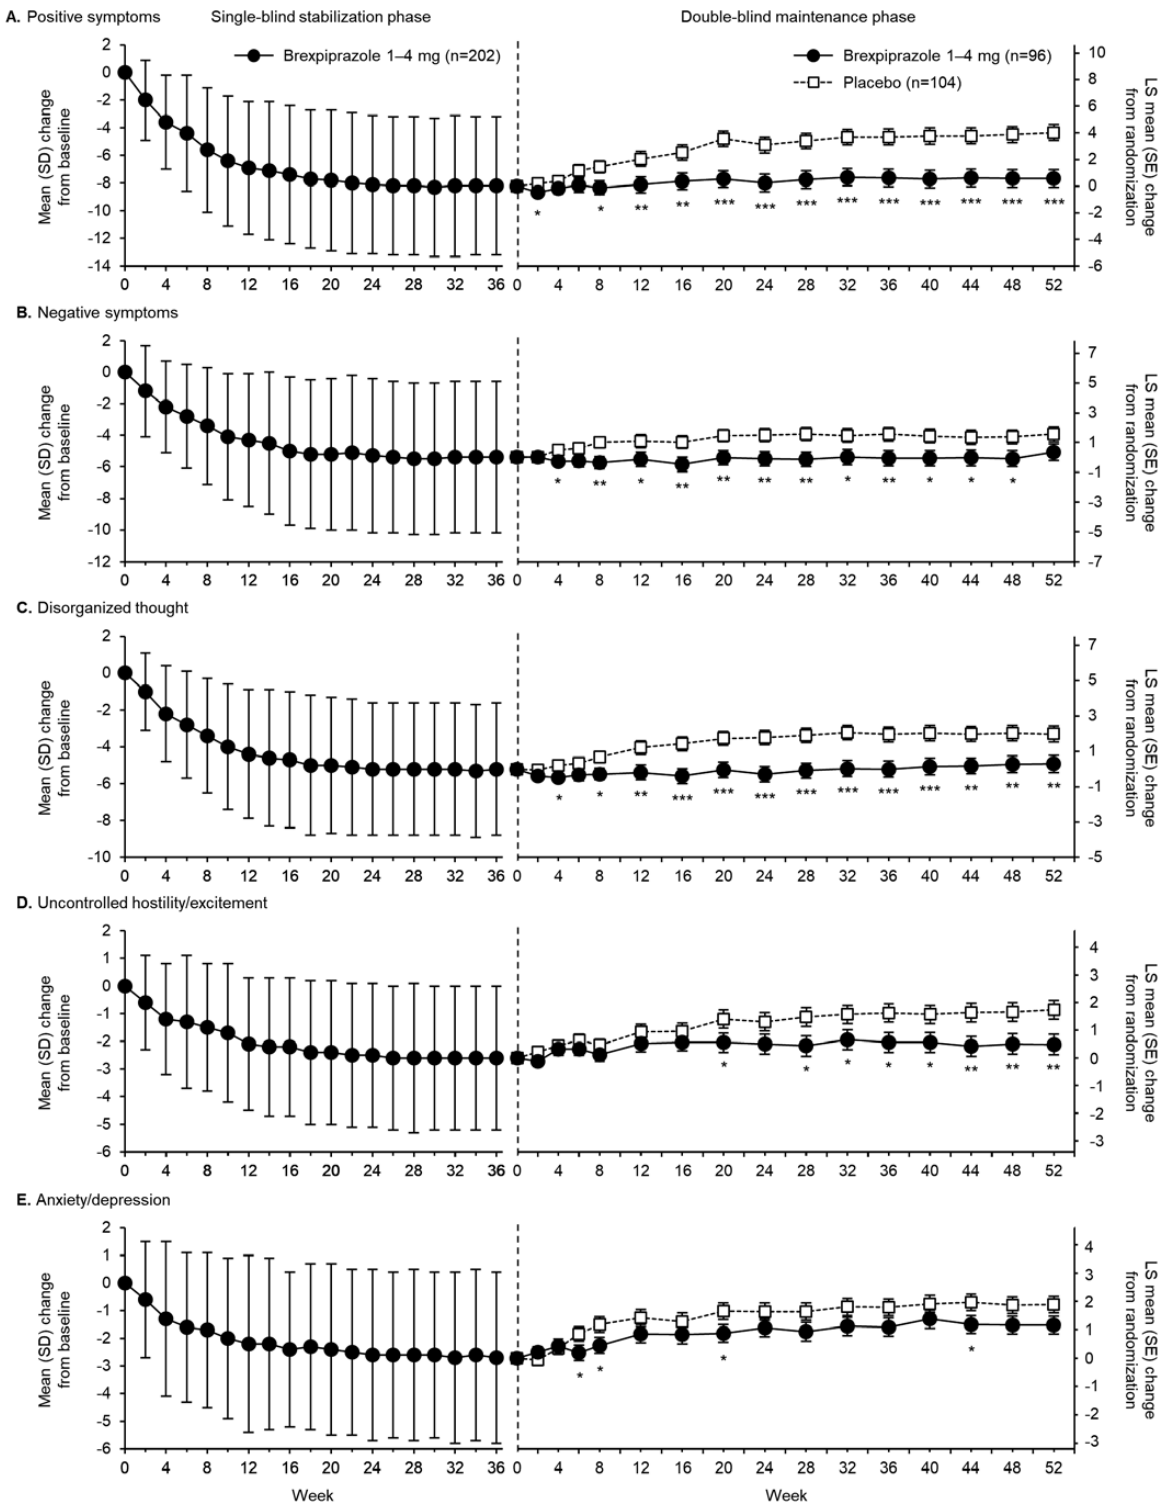 A. Positive symptoms Single-blind stabilization phase Double-blind maintenance phase
Brexpiprazole 1–4 mg (n=202)
Brexpiprazole 1–4 mg (n=96)
Placebo (n=104)
Mean (SD) change
from baseline
2
0
-2
-4
-6
-8
-10
-12
-14
LS mean (SE) change
from randomization
10
8
6
4
2
0
-2
-4
-6
* * ** ** *** *** *** *** *** *** *** *** ***
0 4 8 12 16 20 24 28 32 36 0 4 8 12 16 20 24 28 32 36 40 44 48 52
B. Negative symptoms
Mean (SD) change
from baseline
2
0
-2
-4
-6
-8
-10
-12
LS mean (SE) change
from randomization
7
5
3
1
-1
-3
-5
-7
* ** * ** ** ** ** * ** * * *
0 4 8 12 16 20 24 28 32 36 0 4 8 12 16 20 24 28 32 36 40 44 48 52
C. Disorganized thought
Mean (SD) change
from baseline
2
0
-2
-4
-6
-8
-10
LS mean (SE) change
from randomization
7
5
3
1
-1
-3
-5
* * ** *** *** *** *** *** *** *** ** ** **
0 4 8 12 16 20 24 28 32 36 0 4 8 12 16 20 24 28 32 36 40 44 48 52
D. Uncontrolled hostility/excitement
Mean (SD) change
from baseline
2
1
0
-1
-2
-3
-4
-5
-6
LS mean (SE) change
from randomization
4
3
2
1
0
-1
-2
-3
* * * * * ** ** **
0 4 8 12 16 20 24 28 32 36 0 4 8 12 16 20 24 28 32 36 40 44 48 52
E. Anxiety/depression
Mean (SD) change
from baseline
2
1
0
-1
-2
-3
-4
-5
-6
LS mean (SE) change
from randomization
4
3
2
1
0
-1
-2
-3
* * * *
0 4 8 12 16 20 24 28 32 36 0 4 8 12 16 20 24 28 32 36 40 44 48 52
Week Week